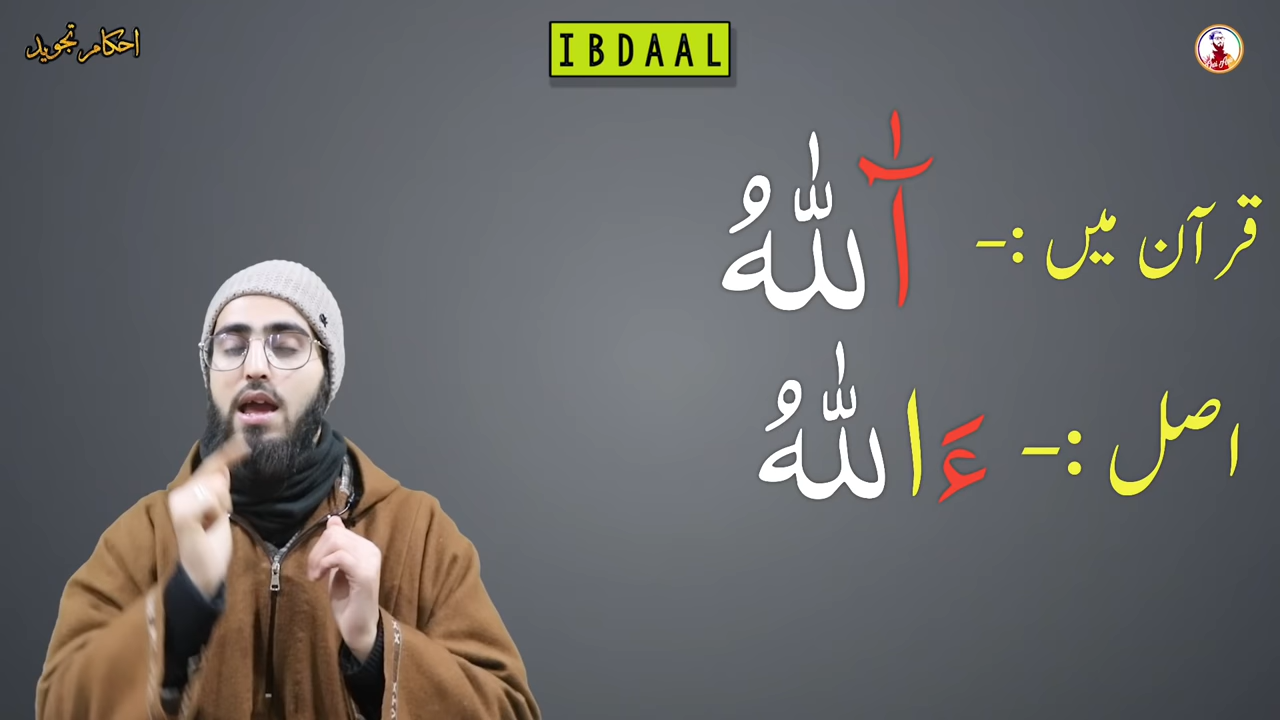 احکام تجوید
IBDAAL
قرآن میں :- آللّٰهُ
اصل :- ءَاللّٰهُ